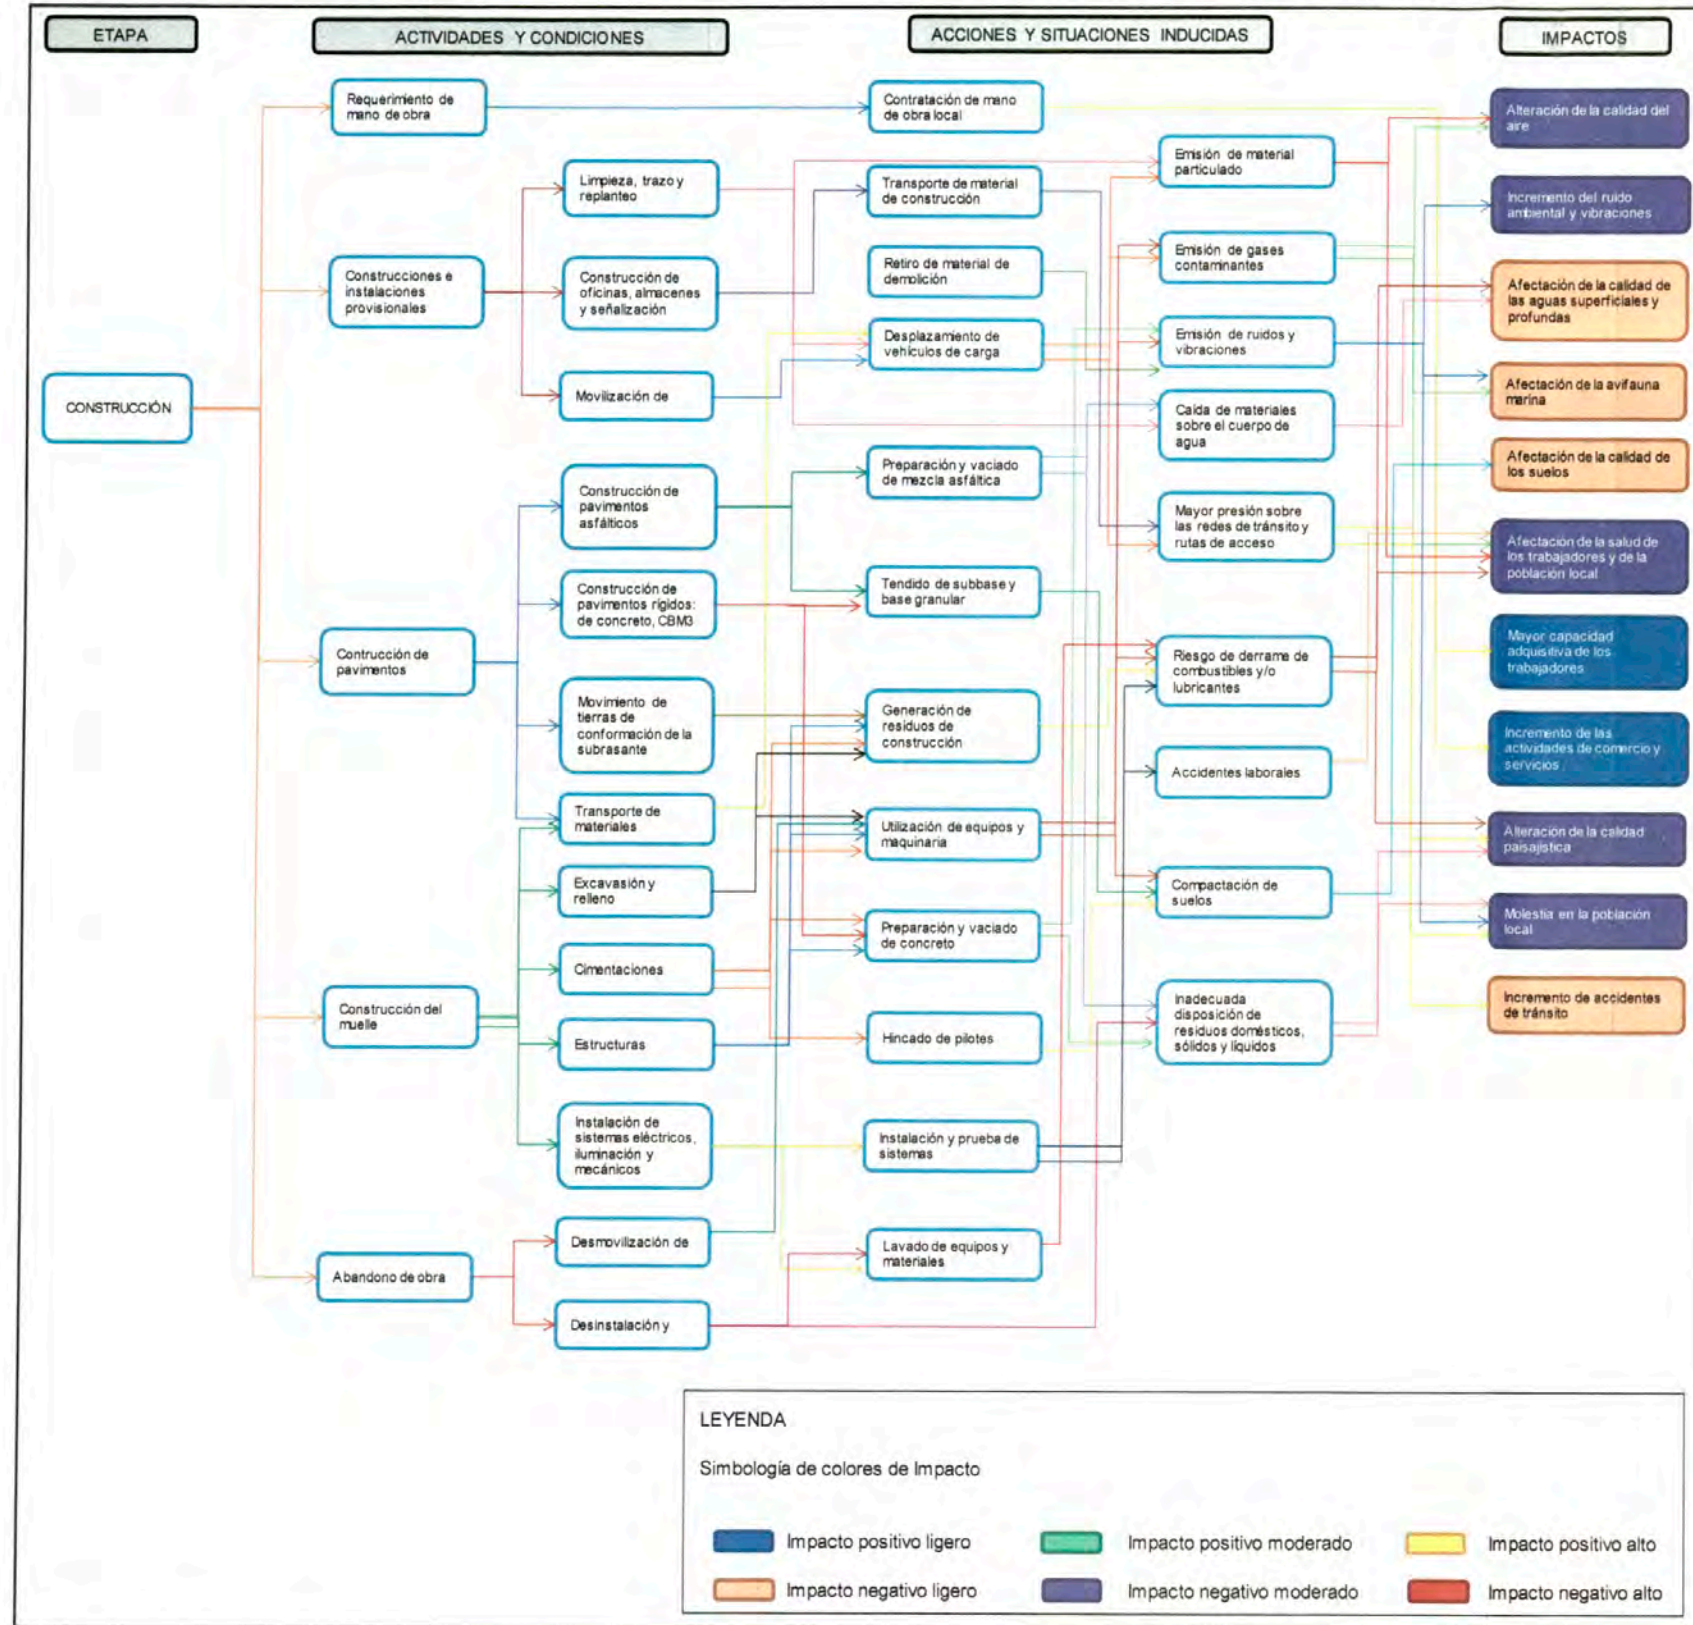 ETAPA
ACTIVIDADES Y CONDICIONES
ACCIONES Y SITUACIONES INDUCIDAS
IMPACTOS
CONSTRUCCIÓN
Requerimiento de
mano de obra
Construcciones e
instalaciones
provisionales
Contrucción de
pavimentos
Construcción del
muelle
Abandono de obra
Limpieza, trazo y
replanteo
Construcción de
oficinas, almacenes
y señalización
Movilización de
Construcción de
pavimentos
asfálticos
Construcción de
pavimentos rígidos:
de concreto, CBM3
Movimiento de
tierras de
conformación de la
subrasante
Transporte de
materiales
Excavasión y
relleno
Cimentaciones
Estructuras
Instalación de
sistemas eléctricos,
iluminación y
mecánicos
Desmovilización de
Desinstalación y
Contratación de mano
de obra local
Transporte de material
de construcción
Retiro de material de
demolición
Desplazamiento de
vehículos de carga
Preparación y vaciado
de mezcla asfáltica
Tendido de subbase y
base granular
Generación de
residuos de
construcción
Utilización de equipos y
maquinaria
Preparación y vaciado
de concreto
Hincado de pilotes
Instalación y prueba de
sistemas
Lavado de equipos y
materiales
Emisión de material
particulado
Emisión de gases
contaminantes
Emisión de ruidos y
vibraciones
Caída de materiales
sobre el cuerpo de
agua
Mayor presión sobre
las redes de tránsito y
rutas de acceso
Riesgo de derrame de
combustibles y/o
lubricantes
Accidentes laborales
Compactación de
suelos
Inadecuada
disposición de
residuos domésticos,
sólidos y líquidos
Alteración de la calidad del
aire
Incremento del ruido
ambiental y vibraciones
Afectación de la calidad de
las aguas superficiales y
profundas
Afectación de la avifauna
marina
Afectación de la calidad de
los suelos
Afectación de la salud de
los trabajadores y de la
población local
Mayor capacidad
adquisitiva de los
trabajadores
Incremento de las
actividades de comercio y
servicios
Alteración de la calidad
paisajística
Molestia en la población
local
Incremento de accidentes
de tránsito
LEYENDA
Simbología de colores de Impacto
Impacto positivo ligero
Impacto positivo moderado
Impacto positivo alto
Impacto negativo ligero
Impacto negativo moderado
Impacto negativo alto